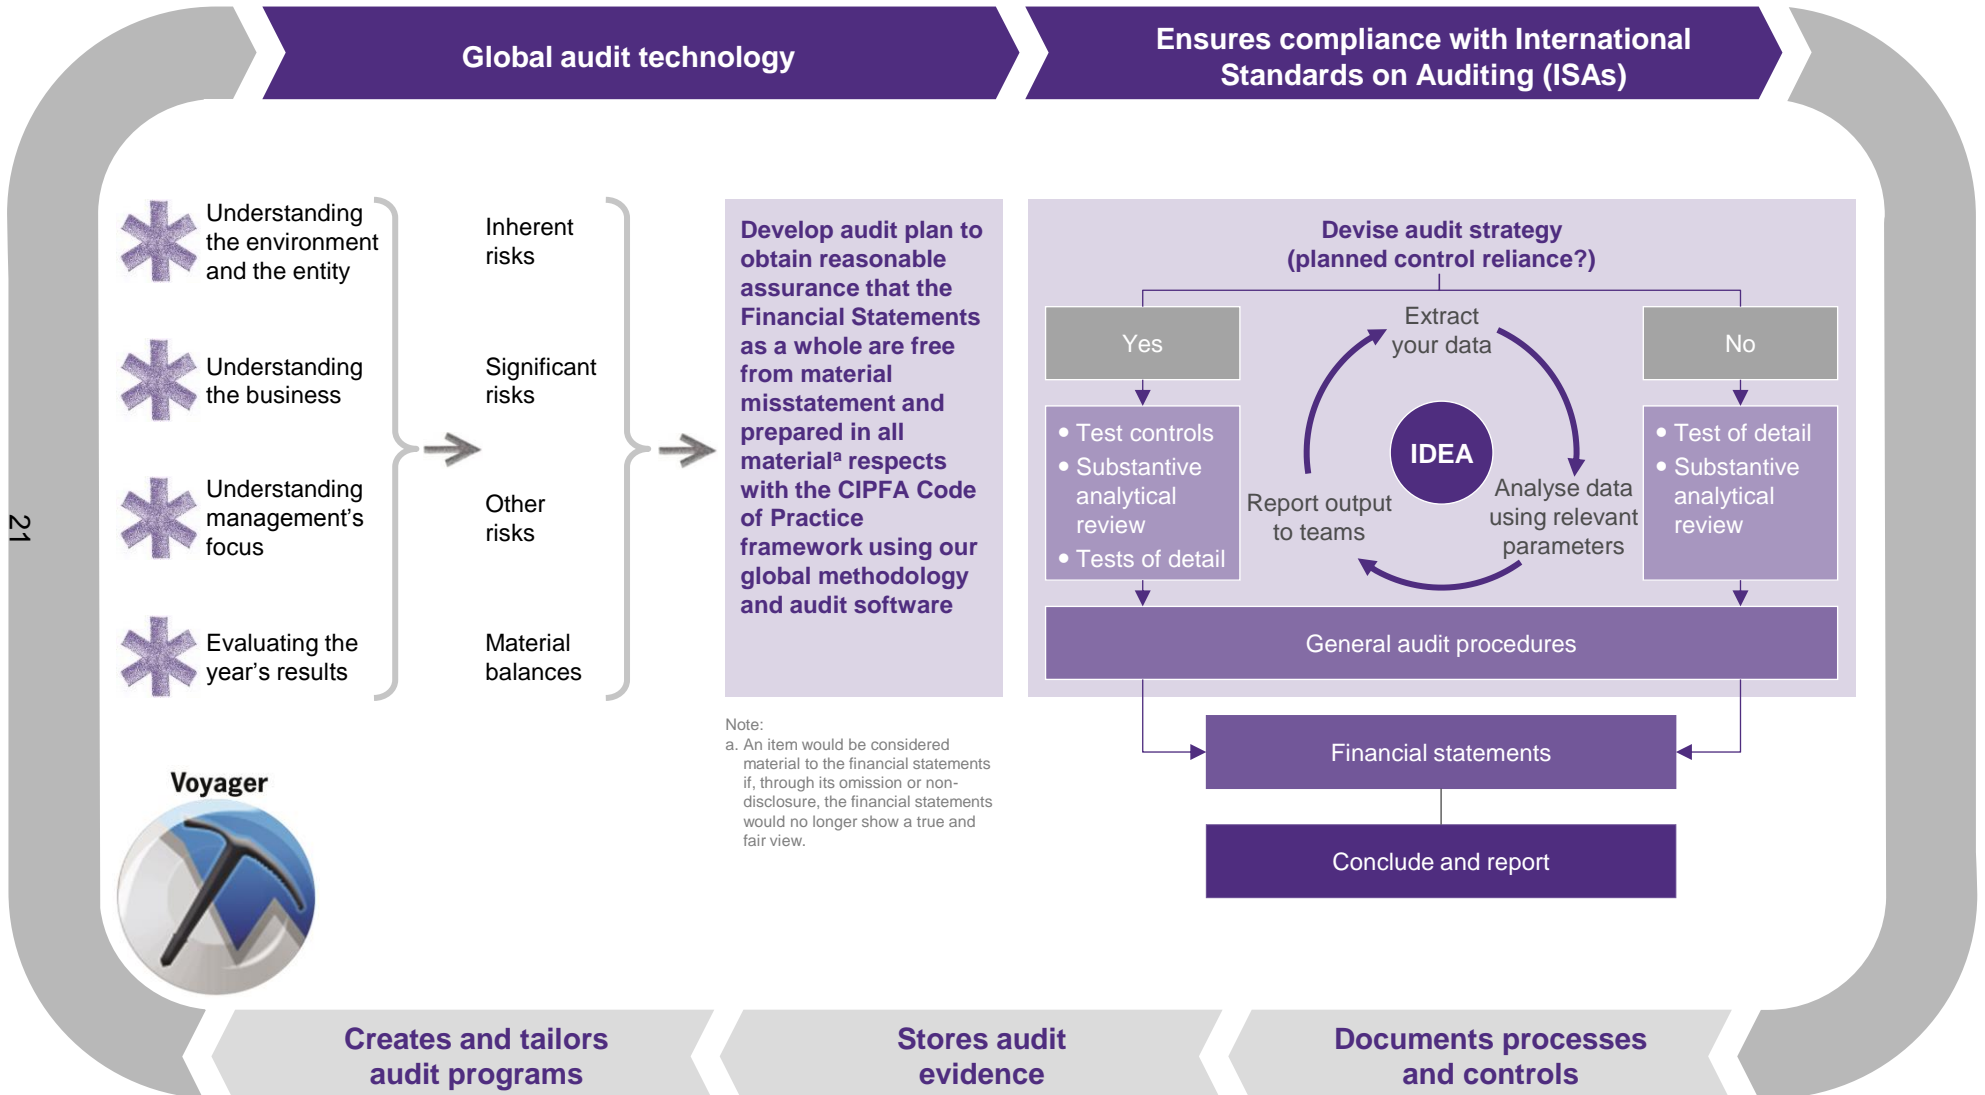 Global audit technology
Ensures compliance with International
Standards on Auditing (ISAs)
Understanding
the environment
and the entity
Understanding
the business
Understanding
management’s
focus
Evaluating the
year’s results
Inherent
risks
Significant
risks
Other
risks
Material
balances
Develop audit plan to
obtain reasonable
assurance that the
Financial Statements
as a whole are free
from material
misstatement and
prepared in all
materialᵃ respects
with the CIPFA Code
of Practice
framework using our
global methodology
and audit software
Note:
a. An item would be considered
material to the financial statements
if, through its omission or non-
disclosure, the financial statements
would no longer show a true and
fair view.
Devise audit strategy
(planned control reliance?)
Yes
• Test controls
• Substantive
analytical
review
• Tests of detail
Extract
your data
IDEA
Analyse data
using relevant
parameters
Report output
to teams
No
• Test of detail
• Substantive
analytical
review
General audit procedures
Financial statements
Conclude and report
Voyager
21
Creates and tailors
audit programs
Stores audit
evidence
Documents processes
and controls